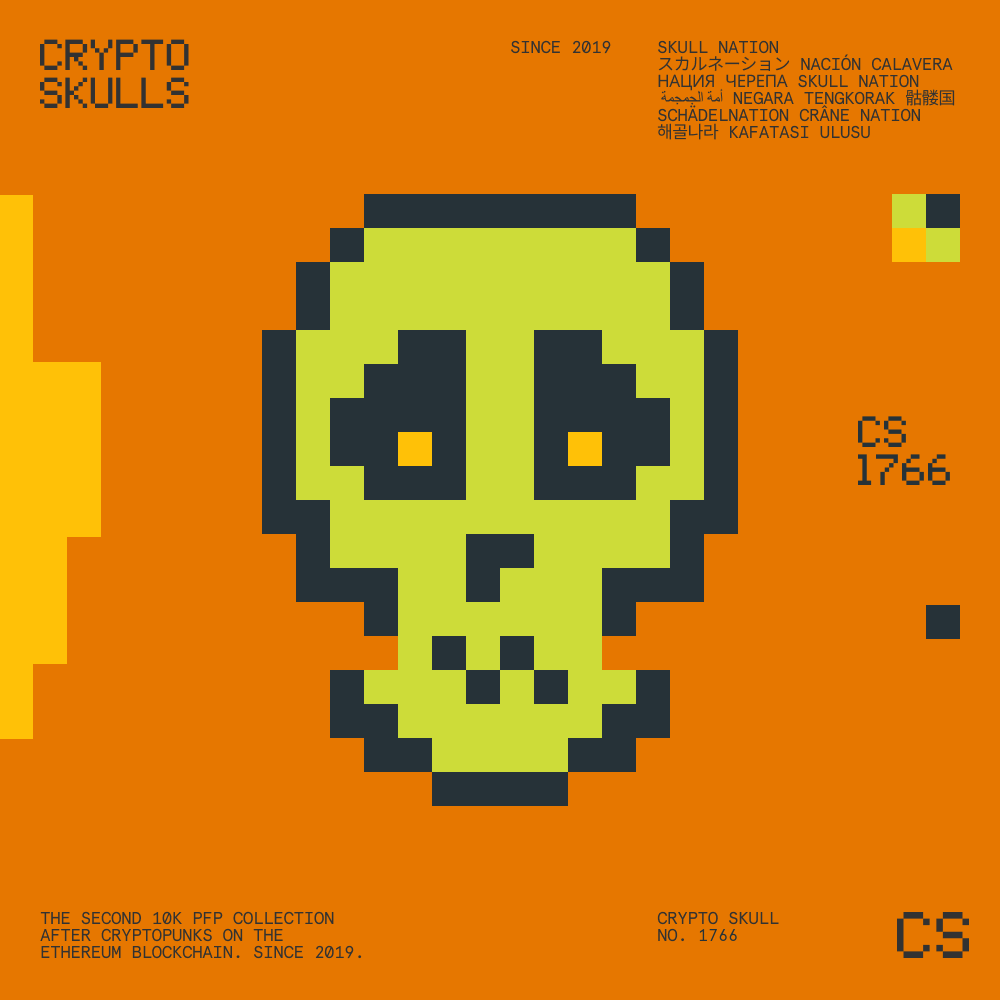 CRYPTO
SKULLS
SINCE 2019
SKULL NATION
スカルネーション NACIÓN CALAVERA
НАЦИЯ ЧЕРЕПА SKULL NATION
أمة الجمجمة NEGARA TENGKORAK 骷髅国
SCHÄDELNATION CRÂNE NATION
해골나라 KAFATASI ULUSU
CS
1766
THE SECOND 10K PFP COLLECTION
AFTER CRYPTOPUNKS ON THE
ETHEREUM BLOCKCHAIN. SINCE 2019.
CRYPTO SKULL
NO. 1766
CS